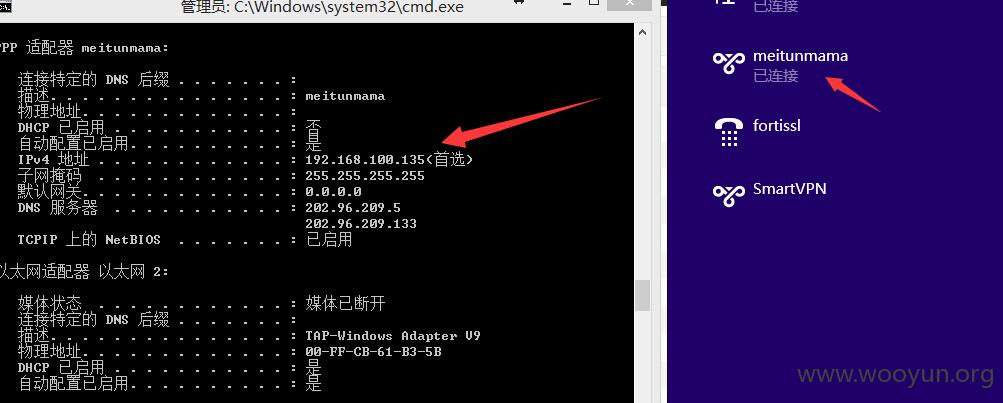 管理员: C:\Windows\system32\cmd.exe
PPP 适配器 meitunmama:
连接特定的 DNS 后缀 . . . . . . . :
描述. . . . . . . . . . . . . . . : meitunmama
物理地址. . . . . . . . . . . . . :
DHCP 已启用 . . . . . . . . . . . : 否
自动配置已启用. . . . . . . . . . : 是
IPv4 地址 . . . . . . . . . . . . : 192.168.100.135(首选)
子网掩码 . . . . . . . . . . . . : 255.255.255.255
默认网关. . . . . . . . . . . . . : 0.0.0.0
DNS 服务器 . . . . . . . . . . . : 202.96.209.5
202.96.209.133
TCPIP 上的 NetBIOS . . . . . . . : 已启用
以太网适配器 以太网 2:
媒体状态 . . . . . . . . . . . . : 媒体已断开
连接特定的 DNS 后缀 . . . . . . . :
描述. . . . . . . . . . . . . . . : TAP-Windows Adapter V9
物理地址. . . . . . . . . . . . . : 00-FF-CB-61-B3-5B
DHCP 已启用 . . . . . . . . . . . : 是
自动配置已启用. . . . . . . . . . : 是
已连接
meitunmama
已连接
fortissl
SmartVPN
www.wooyun.org